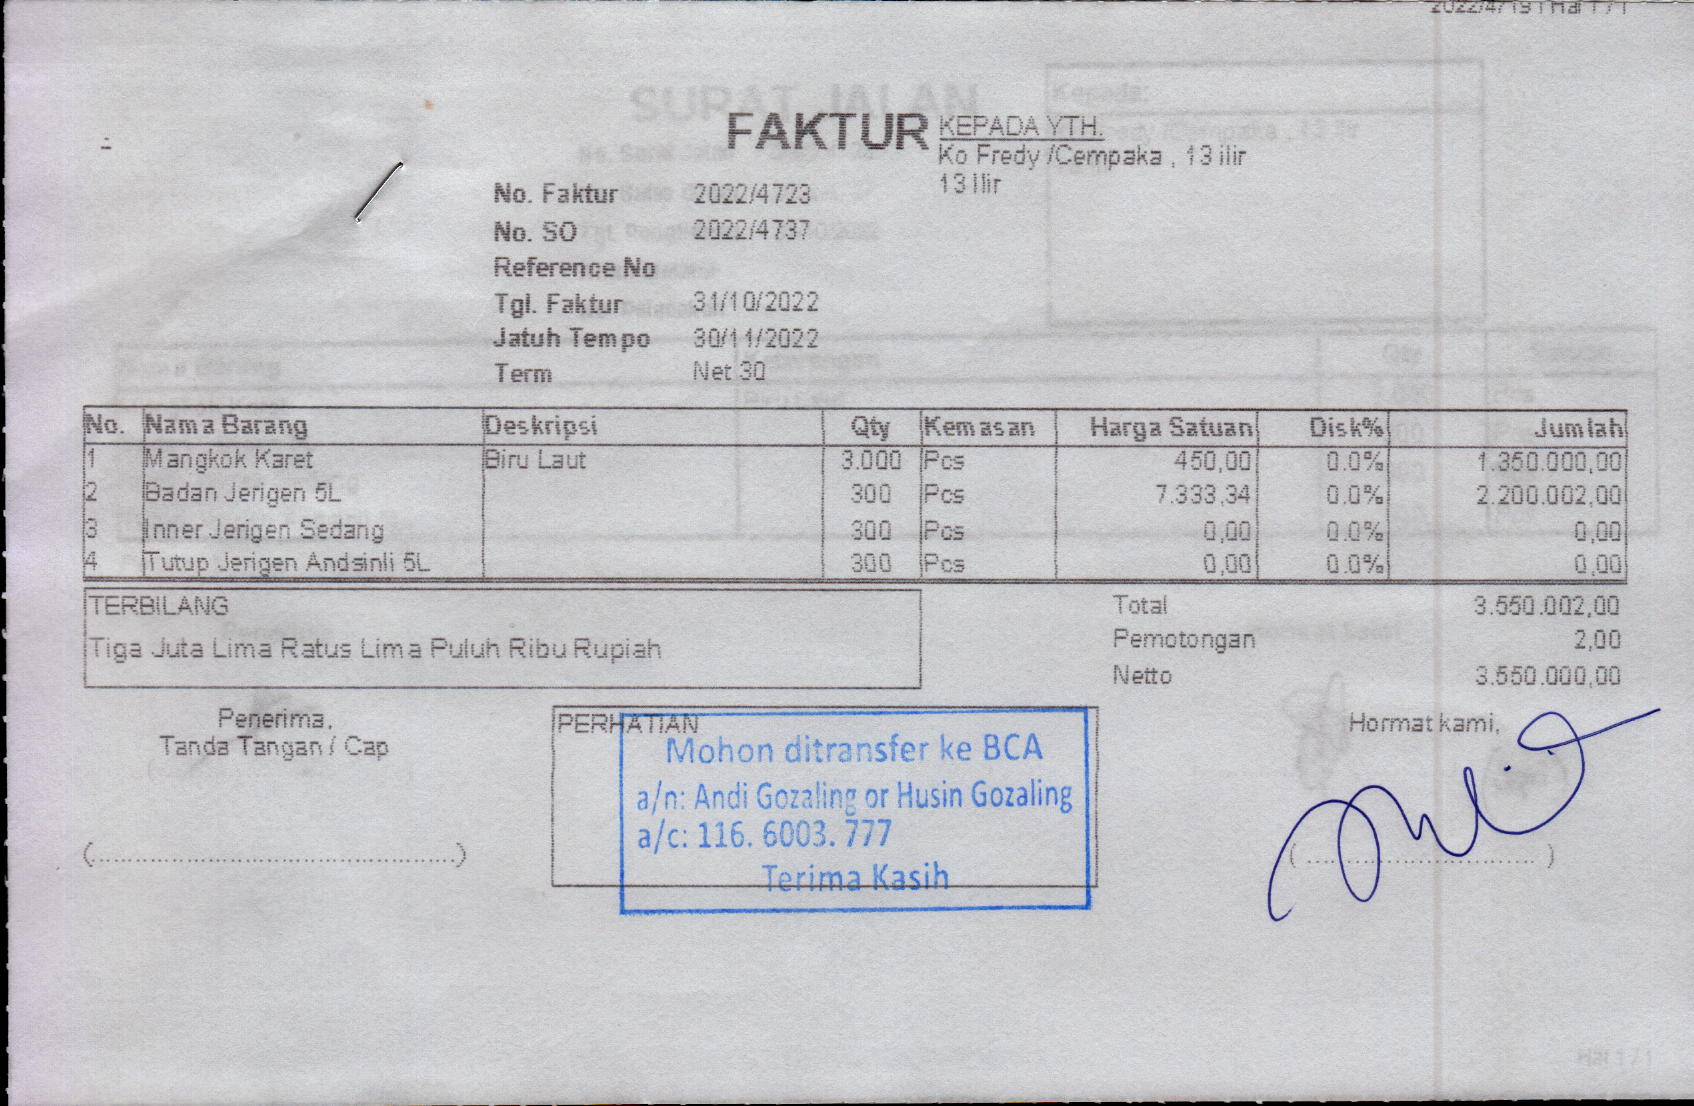 FAKTUR
KEPADA YTH.
Ko Fredy /Cempaka , 13 ilir
13 Ilir
No. Faktur 2022/4723
No. SO 2022/4737
Reference No
Tgl. Faktur 31/10/2022
Jatuh Tempo 30/11/2022
Term Net 30
No. Nama Barang Deskripsi Qty Kemasan Harga Satuan Disk% Jumlah
1 Mangkok Karet Biru Laut 3.000 Pcs 450,00 0.0% 1.350.000,00
2 Badan Jerigen 5L 300 Pcs 7.333,34 0.0% 2.200.002,00
3 Inner Jerigen Sedang 300 Pcs 0,00 0.0% 0,00
4 Tutup Jerigen Andsinli 5L 300 Pcs 0,00 0.0% 0,00
TERBILANG
Tiga Juta Lima Ratus Lima Puluh Ribu Rupiah
Total 3.550.002,00
Pemotongan 2,00
Netto 3.550.000,00
Penerima,
Tanda Tangan / Cap
PERHATIAN
Mohon ditransfer ke BCA
a/n: Andi Gozaling or Husin Gozaling
a/c: 116. 6003. 777
Terima Kasih
Hormat kami,
SURAT JALAN
Kepada:
Hal 1 / 1